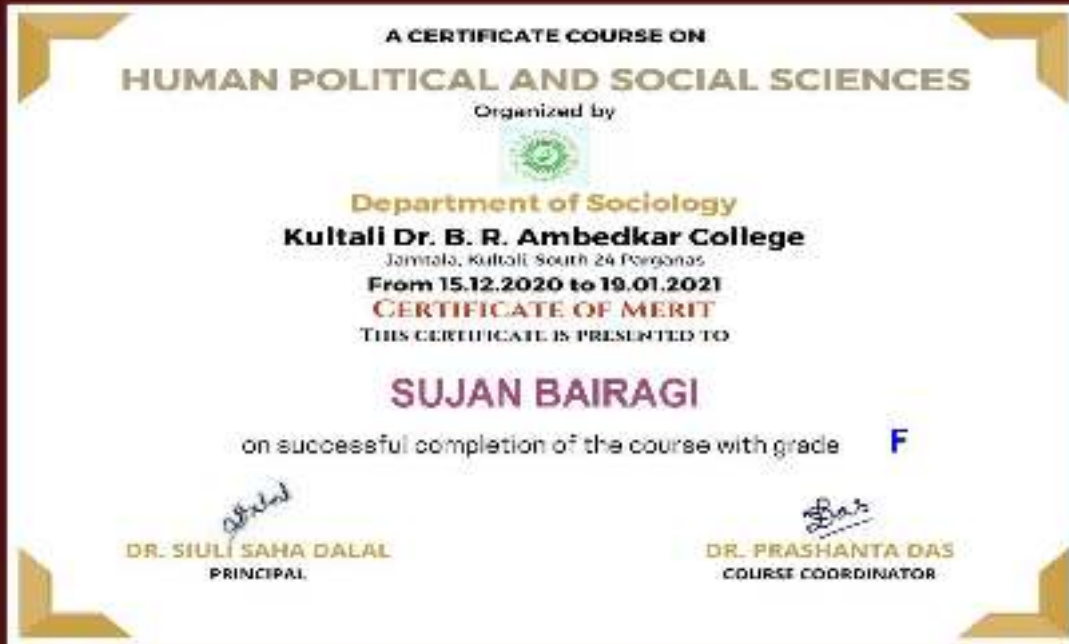 A CERTIFICATE COURSE ON
HUMAN POLITICAL AND SOCIAL SCIENCES
Organized by
Department of Sociology
Kultali Dr. B. R. Ambedkar College
Jamtala, Kultali, South 24 Parganas
From 15.12.2020 to 19.01.2021
CERTIFICATE OF MERIT
THIS CERTIFICATE IS PRESENTED TO
SUJAN BAIRAGI
on successful completion of the course with grade F
DR. SIULI SAHA DALAL
PRINCIPAL
Das
DR. PRASHANTA DAS
COURSE COORDINATOR